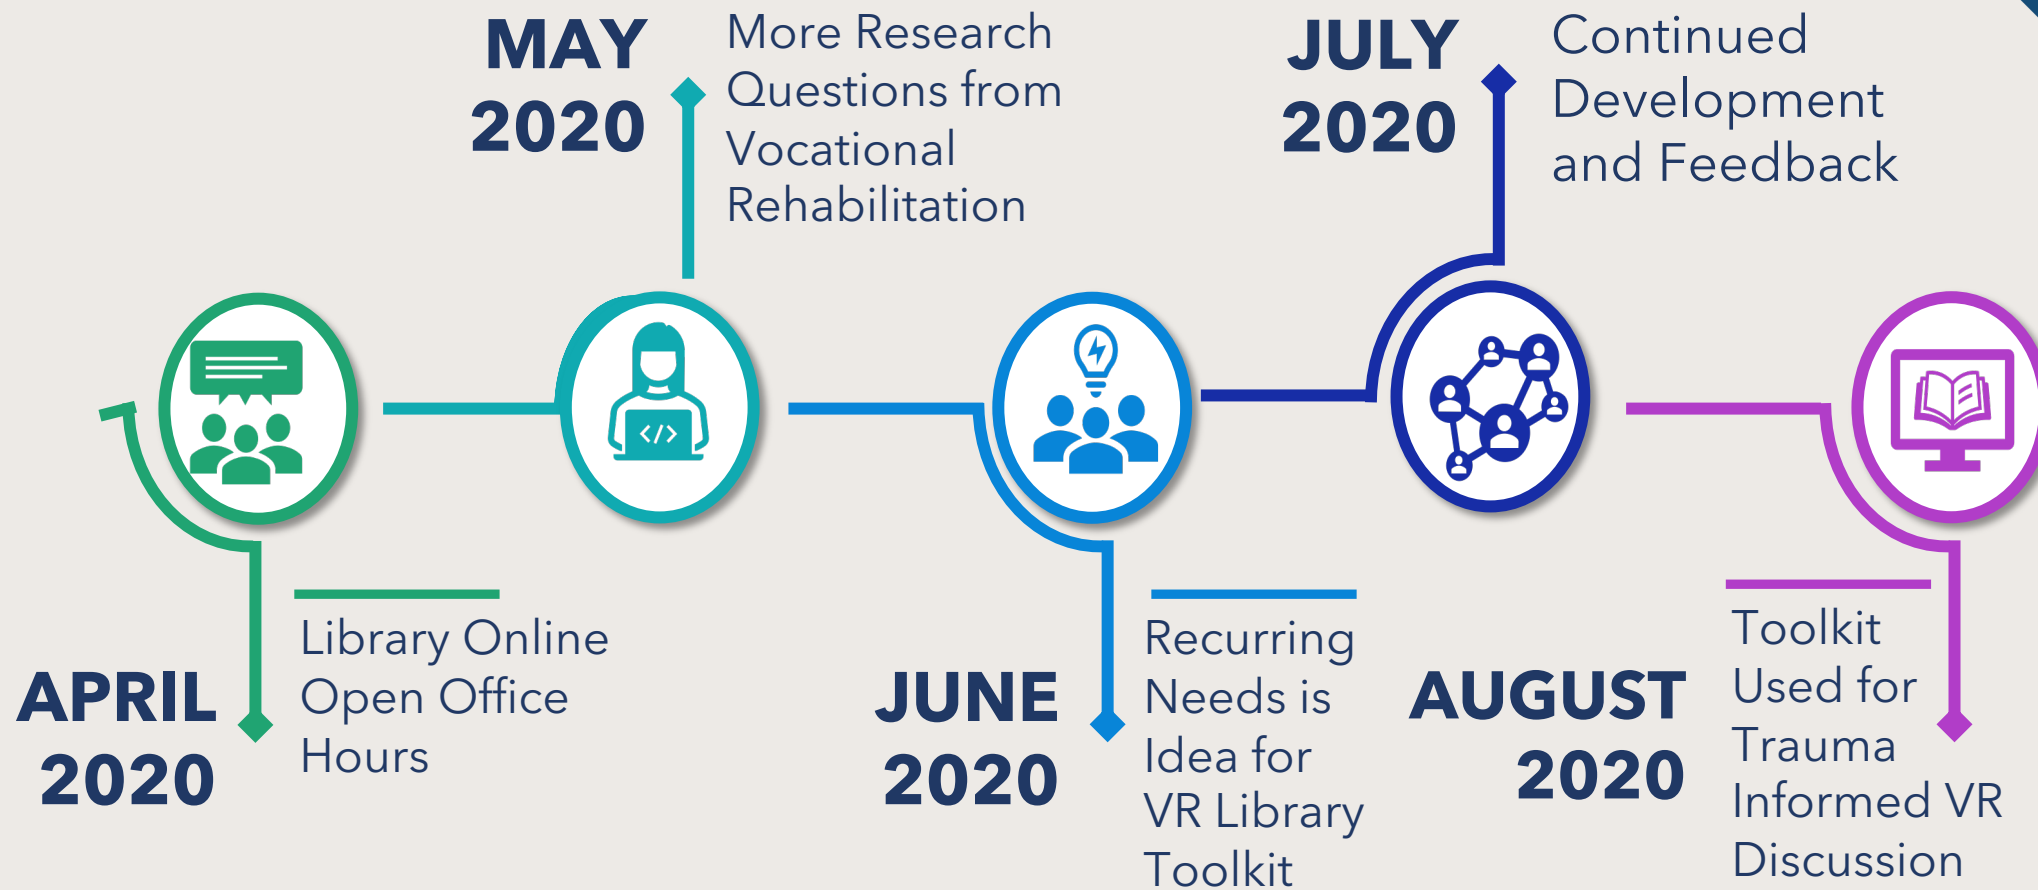 APRIL
2020
Library Online
Open Office
Hours
MAY
2020
More Research
Questions from
Vocational
Rehabilitation
</>
JUNE
2020
Recurring
Needs is
Idea for
VR Library
Toolkit
JULY
2020
Continued
Development
and Feedback
AUGUST
2020
Toolkit
Used for
Trauma
Informed VR
Discussion